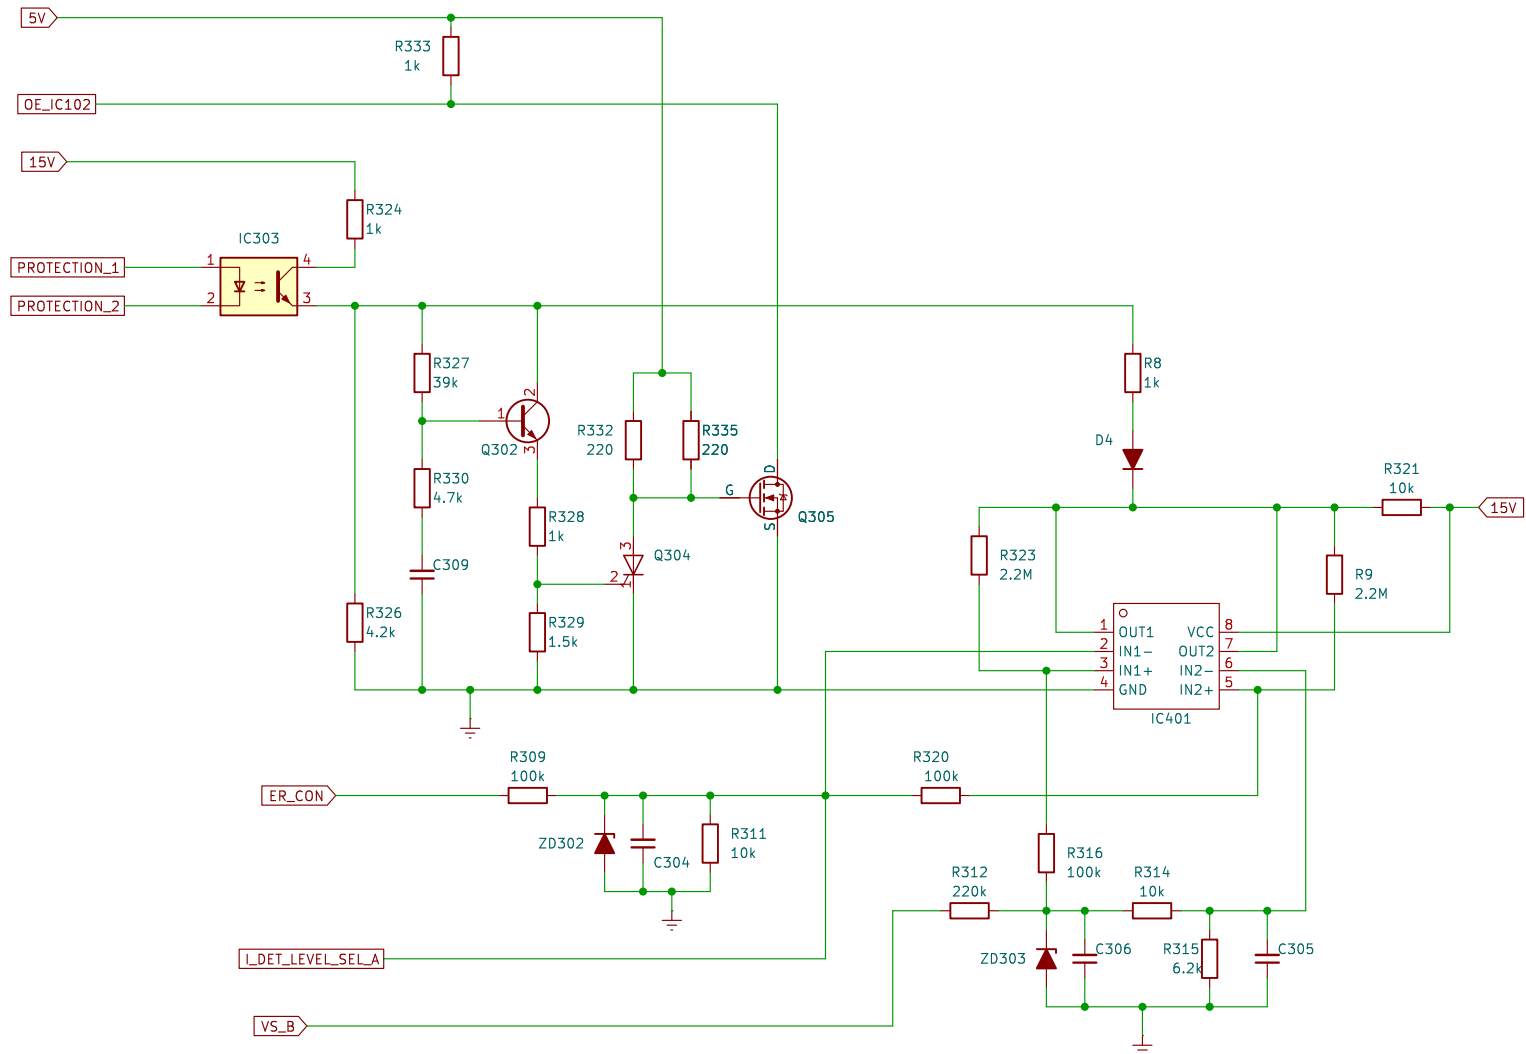 5V
R333
1k
OE_IC102
15V
R324
1k
IC303
PROTECTION_1
1
4
PROTECTION_2
2
3
R327
39k
R8
1k
2
1
Q302
3
R332
220
R335
220
D4
D
G
S
Q305
R330
4.7k
R321
10k
15V
R328
1k
3
Q304
2
1
C309
R323
2.2M
R9
2.2M
R326
4.2k
R329
1.5k
1 OUT1
VCC 8
2 IN1-
OUT2 7
3 IN1+
IN2- 6
4 GND
IN2+ 5
IC401
R309
100k
R320
100k
ER_CON
ZD302
C304
R311
10k
R316
100k
R312
220k
R314
10k
I_DET_LEVEL_SEL_A
ZD303
C306
R315
6.2k
C305
VS_B